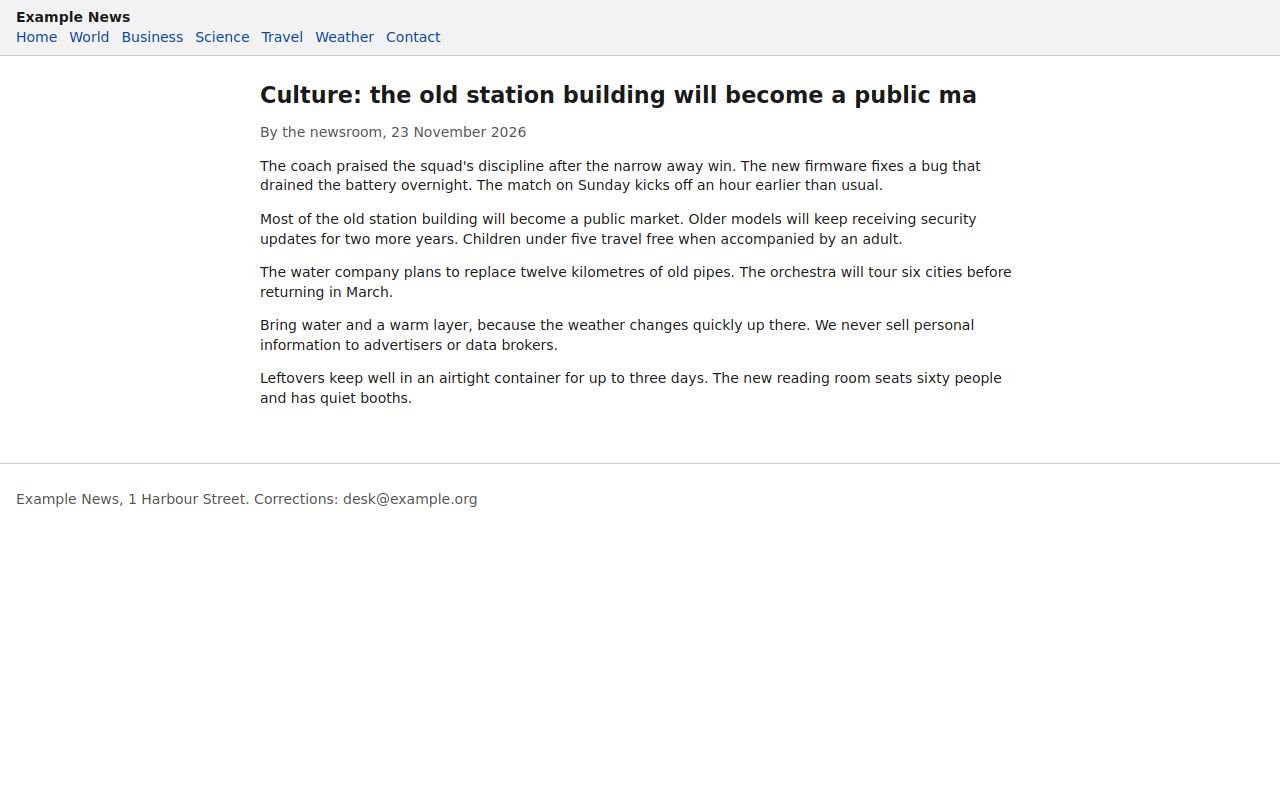 Example News
Home World Business Science Travel Weather Contact
Culture: the old station building will become a public ma
By the newsroom, 23 November 2026
The coach praised the squad's discipline after the narrow away win. The new firmware fixes a bug that
drained the battery overnight. The match on Sunday kicks off an hour earlier than usual.
Most of the old station building will become a public market. Older models will keep receiving security
updates for two more years. Children under five travel free when accompanied by an adult.
The water company plans to replace twelve kilometres of old pipes. The orchestra will tour six cities before
returning in March.
Bring water and a warm layer, because the weather changes quickly up there. We never sell personal
information to advertisers or data brokers.
Leftovers keep well in an airtight container for up to three days. The new reading room seats sixty people
and has quiet booths.
Example News, 1 Harbour Street. Corrections: desk@example.org